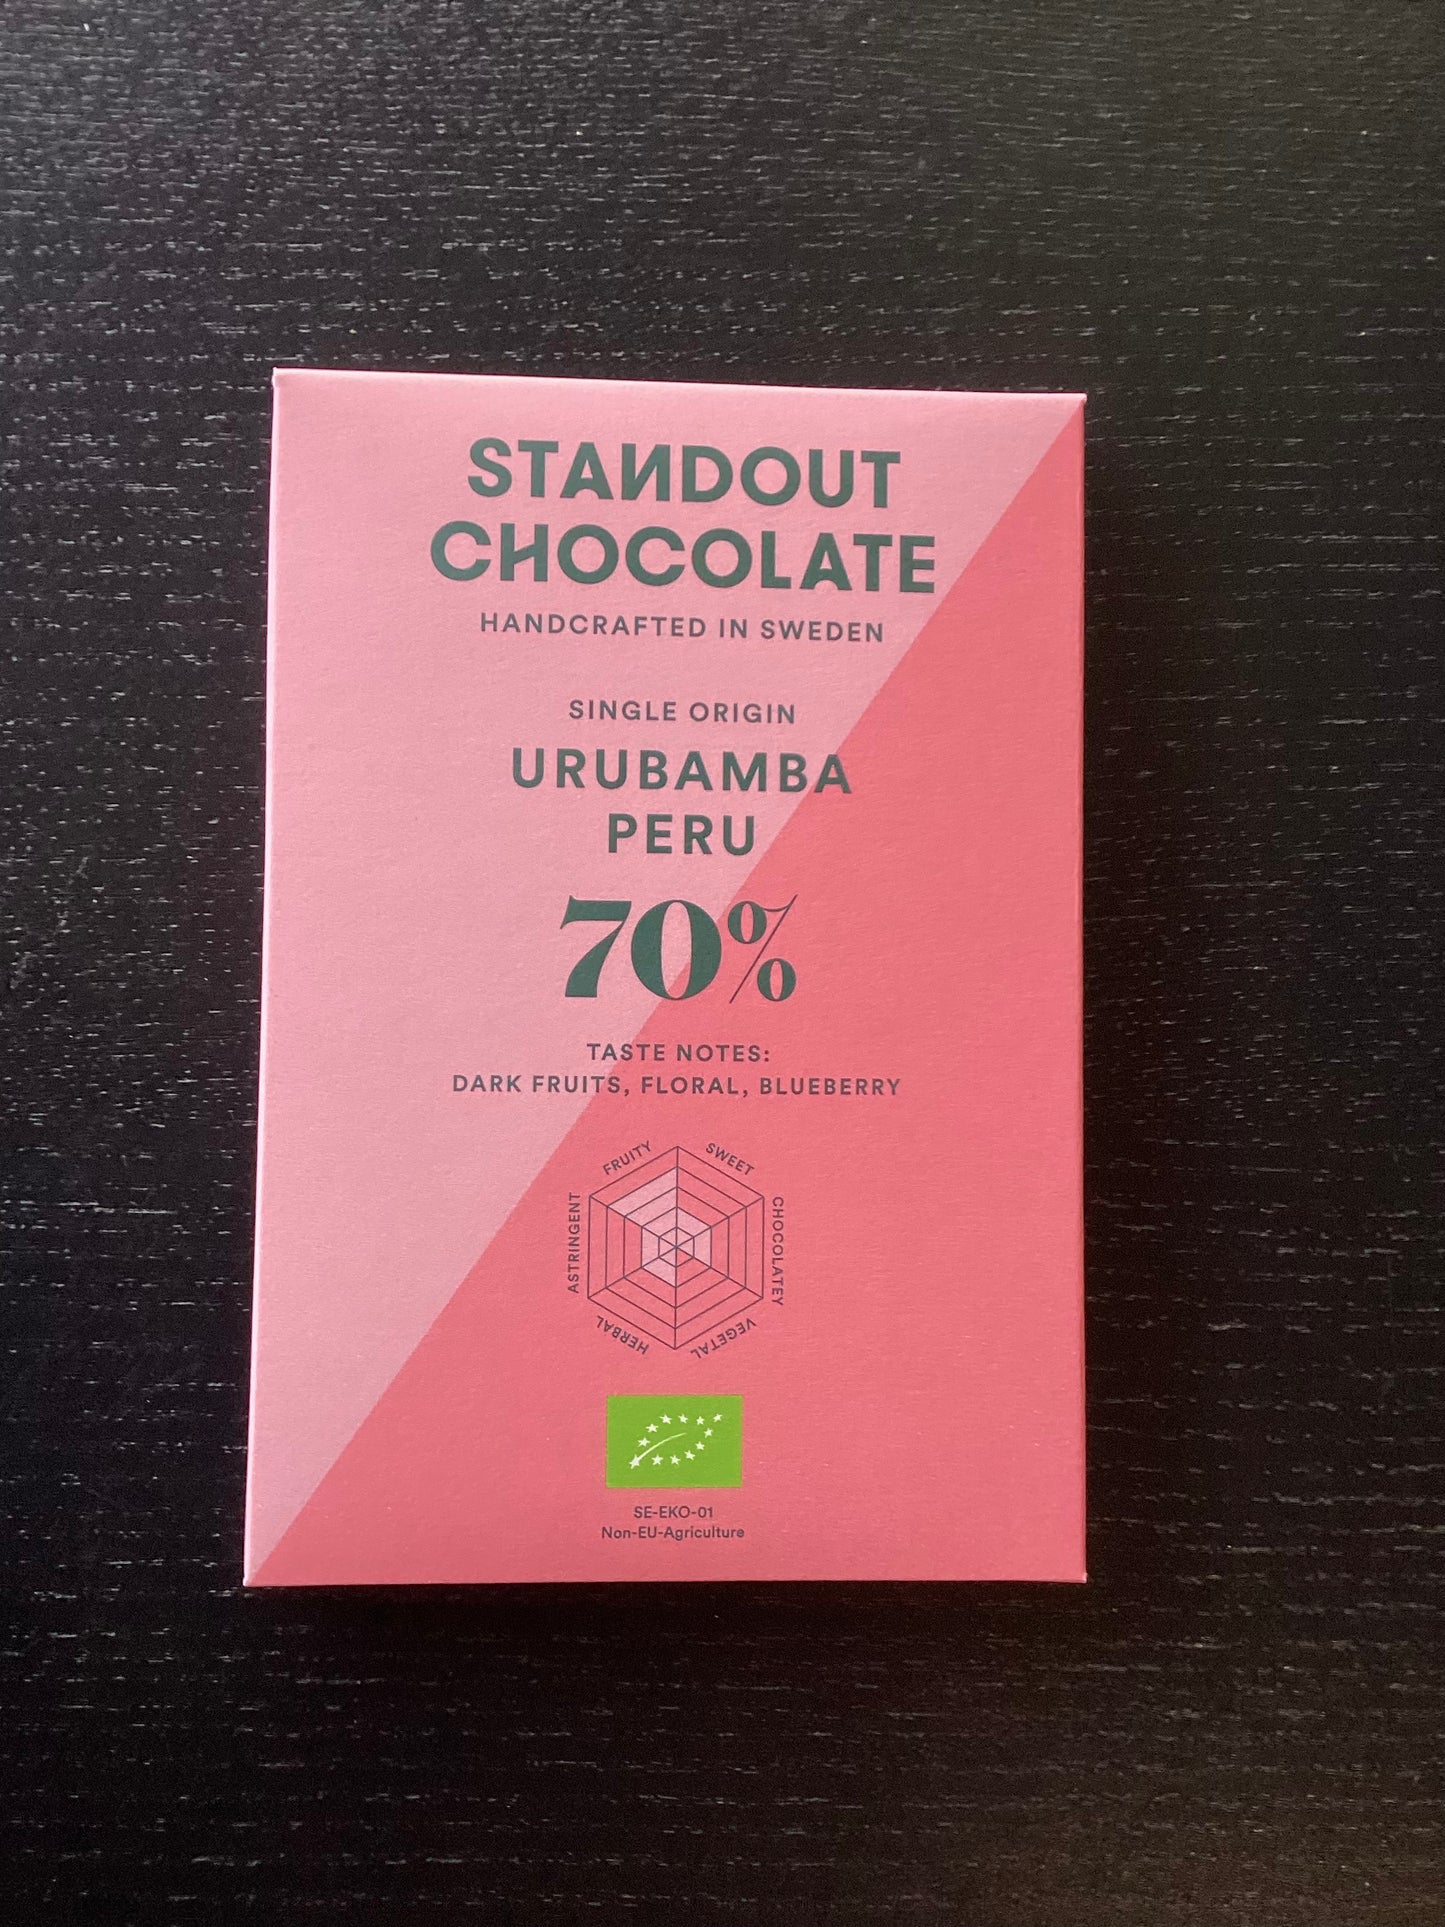 STANDOUT
CHOCOLATE
HANDCRAFTED IN SWEDEN
SINGLE ORIGIN
URUBAMBA
PERU
70%
TASTE NOTES:
DARK FRUITS, FLORAL, BLUEBERRY
FRUITY
SWEET
ASTRINGENT
CHOCOLATEY
HERBAL
VEGETAL
SE-EKO-01
Non-EU-Agriculture